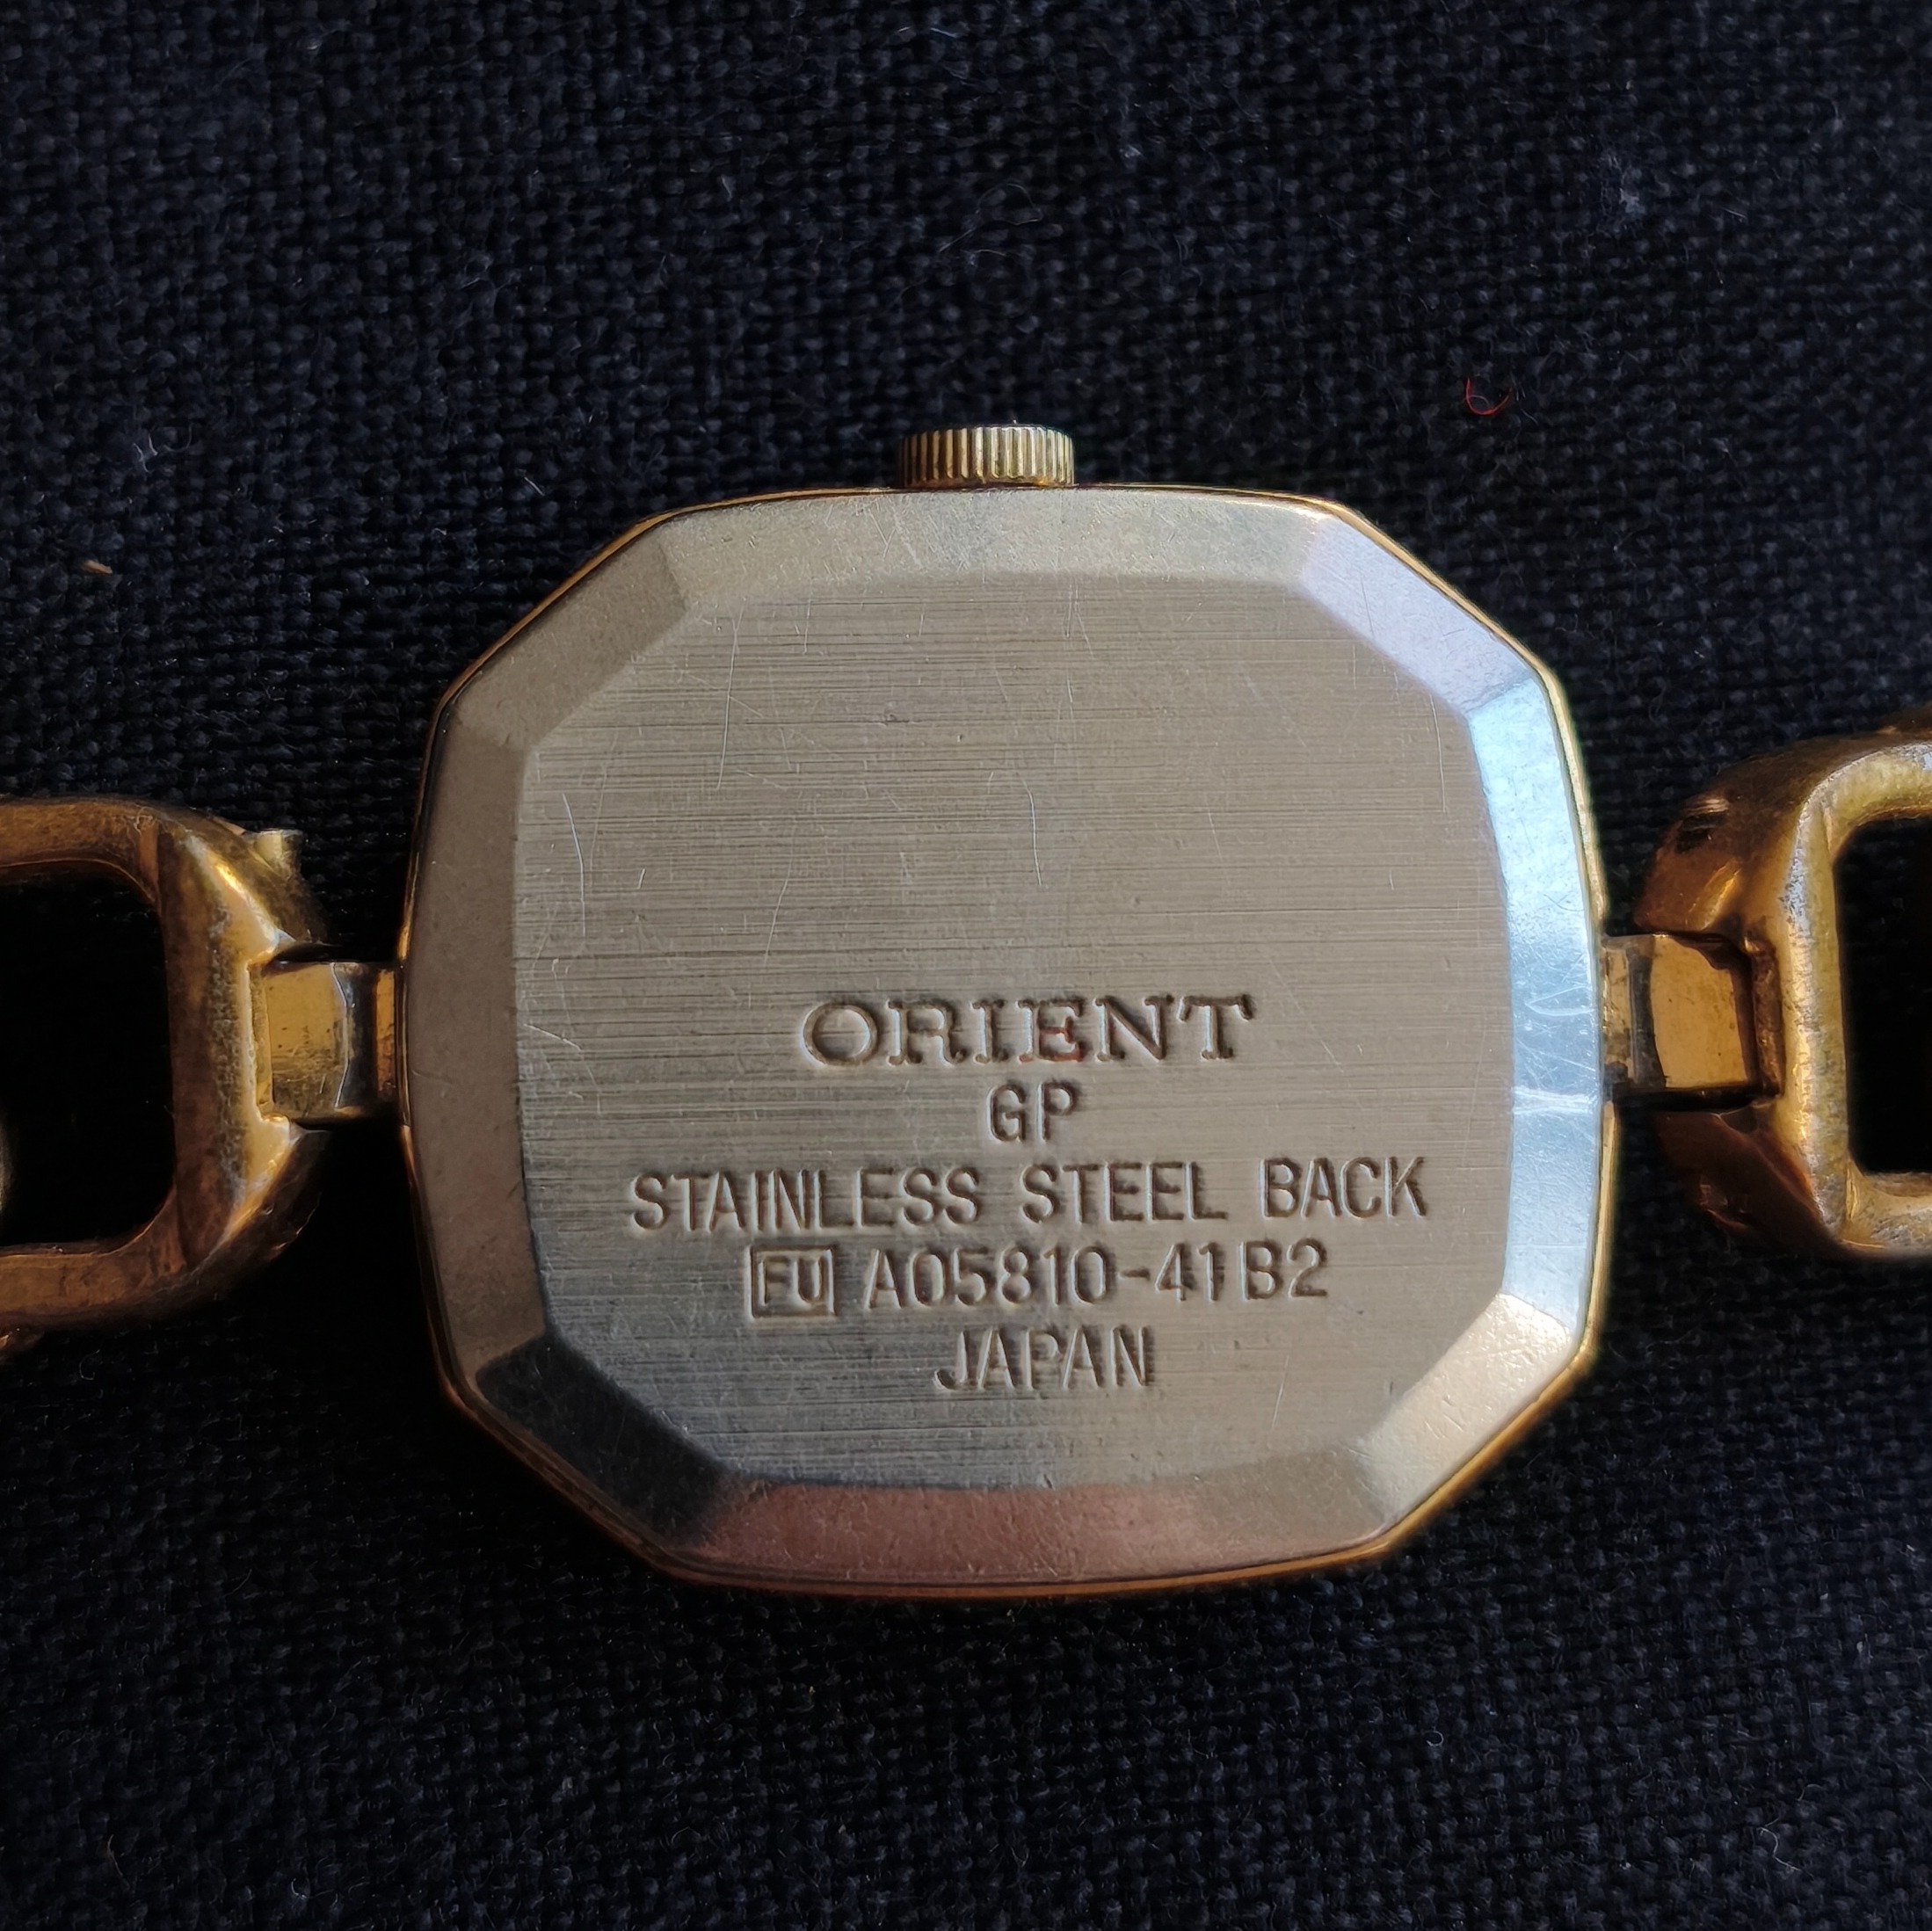 ORIENT
GP
STAINLESS STEEL BACK
FU A05810-41B2
JAPAN